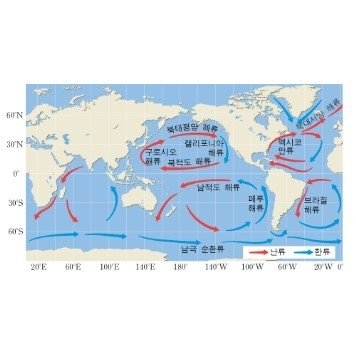 북대서양 해류
60°N
북태평양 해류
캘리포니아
해류
멕시코
만류
30°N
쿠로시오
해류
북적도 해류
0°
남적도 해류
페루
해류
브라질
해류
30°S
60°S
남극 순환류
난류
한류
20°E
60°E
100°E
140°E
180°
140°W
100°W
60°W
20°W
0°